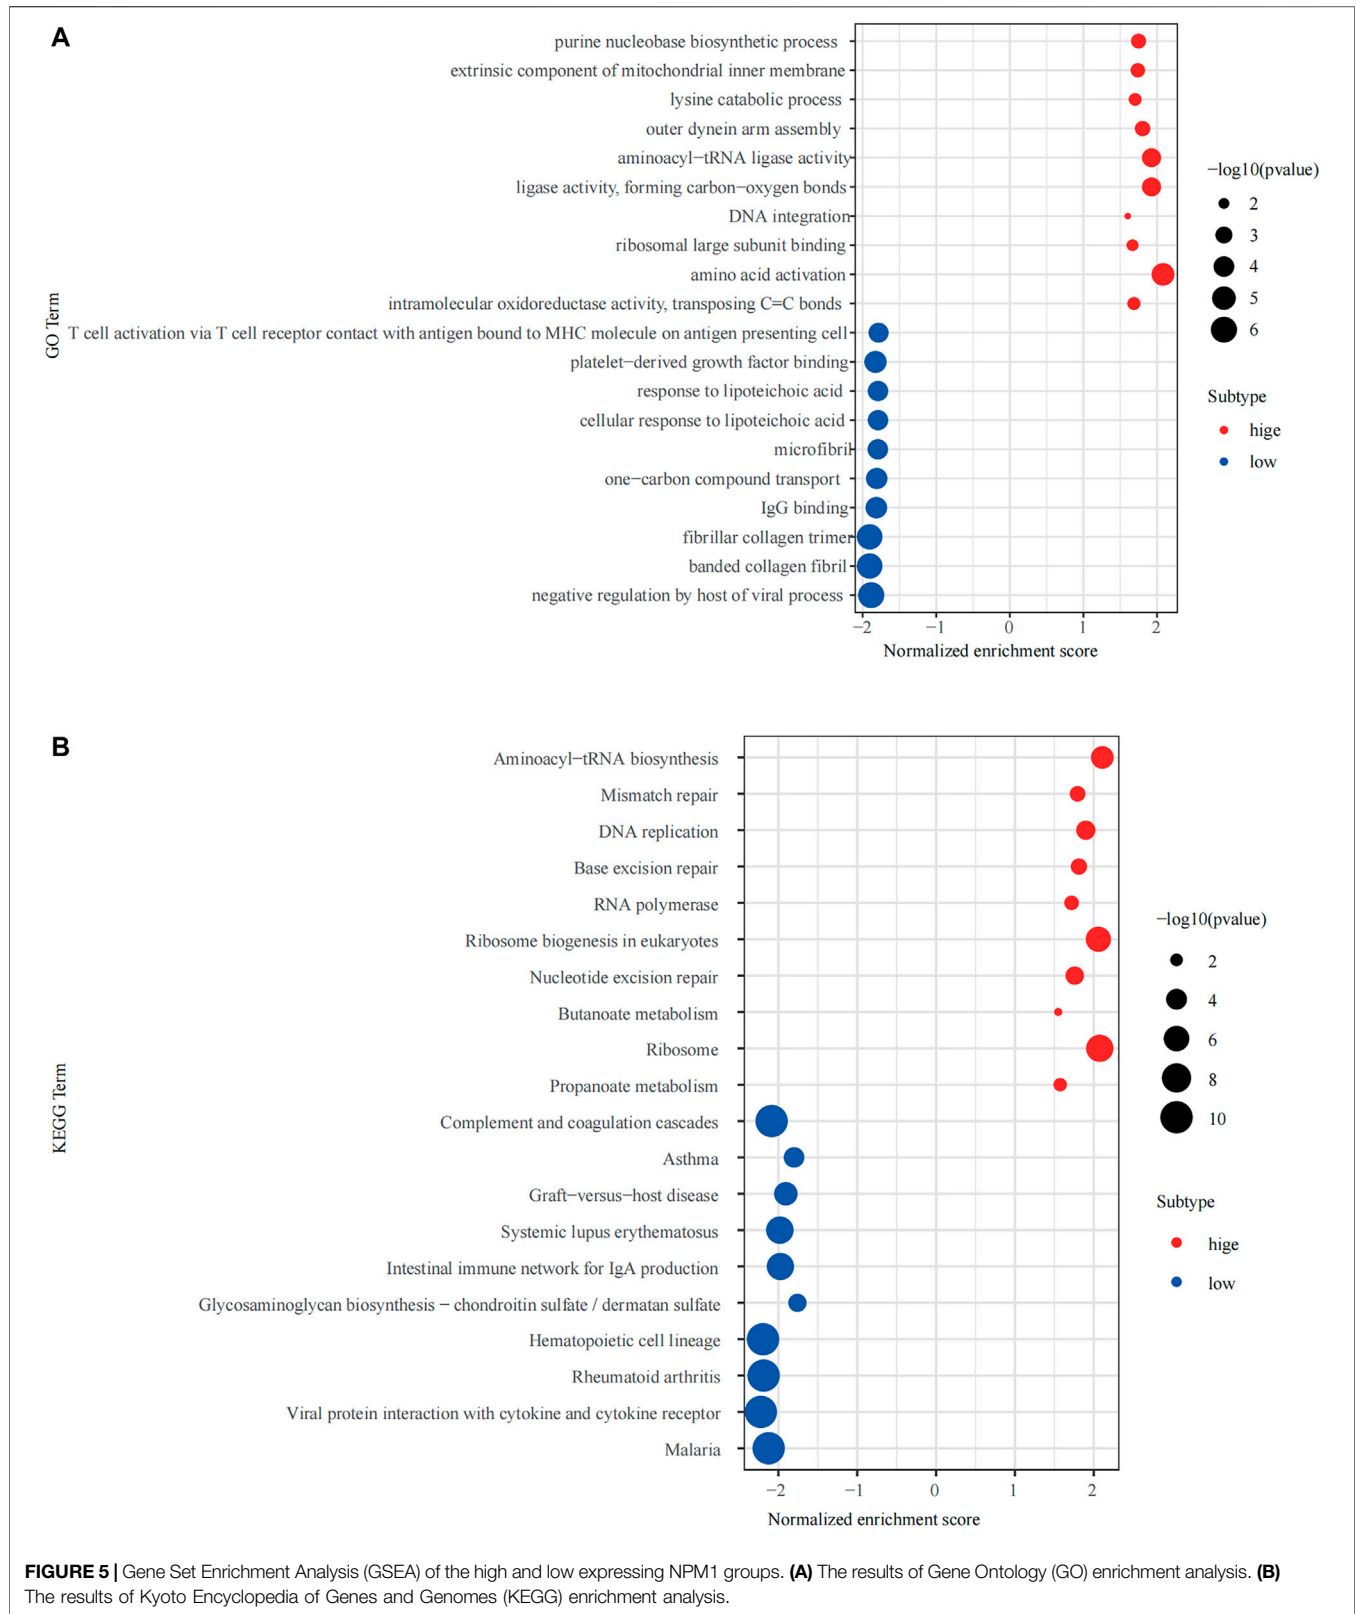 A
purine nucleobase biosynthetic process
extrinsic component of mitochondrial inner membrane
lysine catabolic process
outer dynein arm assembly
aminoacyl−tRNA ligase activity
ligase activity, forming carbon−oxygen bonds
DNA integration
ribosomal large subunit binding
amino acid activation
intramolecular oxidoreductase activity, transposing C=C bonds
T cell activation via T cell receptor contact with antigen bound to MHC molecule on antigen presenting cell
platelet−derived growth factor binding
response to lipoteichoic acid
cellular response to lipoteichoic acid
microfibril
one−carbon compound transport
IgG binding
fibrillar collagen trimer
banded collagen fibril
negative regulation by host of viral process
GO Term
−2 −1 0 1 2
Normalized enrichment score
−log10(pvalue)
2
3
4
5
6
Subtype
hige
low
B
Aminoacyl−tRNA biosynthesis
Mismatch repair
DNA replication
Base excision repair
RNA polymerase
Ribosome biogenesis in eukaryotes
Nucleotide excision repair
Butanoate metabolism
Ribosome
Propanoate metabolism
Complement and coagulation cascades
Asthma
Graft−versus−host disease
Systemic lupus erythematosus
Intestinal immune network for IgA production
Glycosaminoglycan biosynthesis − chondroitin sulfate / dermatan sulfate
Hematopoietic cell lineage
Rheumatoid arthritis
Viral protein interaction with cytokine and cytokine receptor
Malaria
KEGG Term
−2 −1 0 1 2
Normalized enrichment score
−log10(pvalue)
2
4
6
8
10
Subtype
hige
low
FIGURE 5 | Gene Set Enrichment Analysis (GSEA) of the high and low expressing NPM1 groups. (A) The results of Gene Ontology (GO) enrichment analysis. (B)
The results of Kyoto Encyclopedia of Genes and Genomes (KEGG) enrichment analysis.